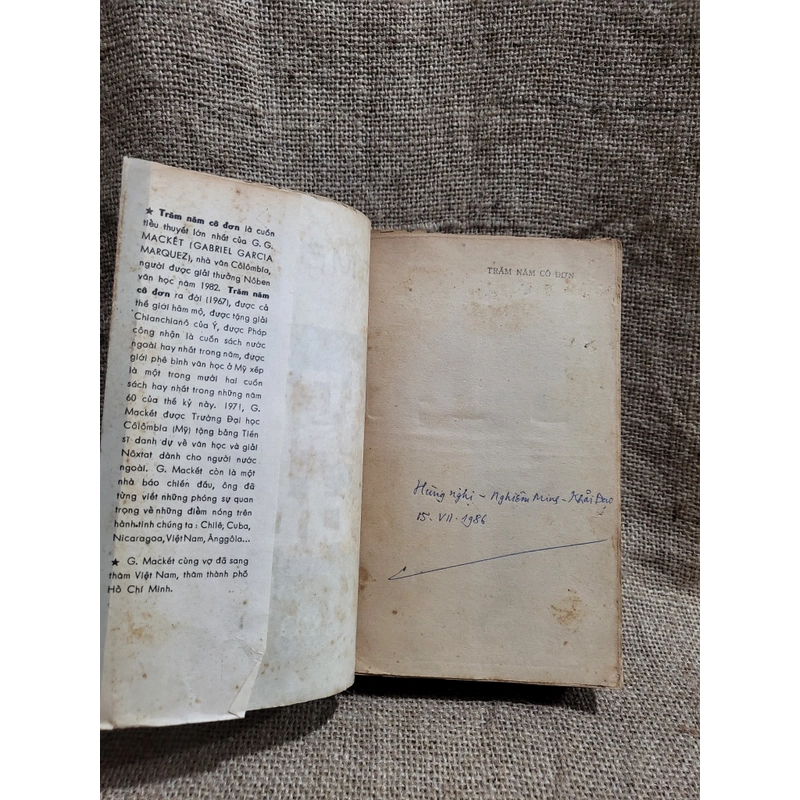 ★ Trăm năm cô đơn là cuốn
tiểu thuyết lớn nhất của G. G.
MACKÉT (GABRIEL GARCIA
MARQUEZ), nhà văn Côlômbia,
người được giải thưởng Nôben
văn học năm 1982. Trăm năm
cô đơn ra đời (1967), được cả
thế giới hâm mộ, được tặng giải
Chianchianô của Ý, được Pháp
công nhận là cuốn sách nước
ngoài hay nhất trong năm, được
giới phê bình văn học ở Mỹ xếp
là một trong mười hai cuốn
sách hay nhất trong những năm
60 của thế kỷ này. 1971, G.
Mackét được Trường Đại học
Côlômbia (Mỹ) tặng bằng Tiến
sĩ danh dự về văn học và giải
Nôxtat dành cho người nước
ngoài. G. Mackét còn là một
nhà báo chiến đấu, ông đã
từng viết những phóng sự quan
trọng về những điểm nóng trên
hành tinh chúng ta : Chilê, Cuba,
Nicaragoa, Việt Nam, Ănggôla...
★ G. Mackét cùng vợ đã sang
thăm Việt Nam, thăm thành phố
Hồ Chí Minh.
TRĂM NĂM CÔ ĐƠN
Hùng nghị - Nghiêm Minh - Khải Đạo
15. VII. 1986